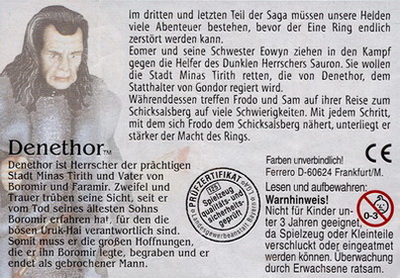 Im dritten und letzten Teil der Saga müssen unsere Helden
viele Abenteuer bestehen, bevor der Eine Ring endlich
zerstört werden kann.
Eomer und seine Schwester Eowyn ziehen in den Kampf
gegen die Helfer des Dunklen Herrschers Sauron. Sie wollen
die Stadt Minas Tirith retten, die von Denethor, dem
Statthalter von Gondor regiert wird.
Währenddessen treffen Frodo und Sam auf ihrer Reise zum
Schicksalsberg auf viele Schwierigkeiten. Mit jedem Schritt,
mit dem sich Frodo dem Schicksalsberg nähert, unterliegt er
stärker der Macht des Rings.
Denethor™
Denethor ist Herrscher der prächtigen
Stadt Minas Tirith und Vater von
Boromir und Faramir. Zweifel und
Trauer trüben seine Sicht, seit er
vom Tod seines ältesten Sohns
Boromir erfahren hat, für den die
bösen Uruk-Hai verantwortlich sind.
Somit muss er die großen Hoffnungen,
die er ihn Boromir legte, begraben und er
endet als gebrochener Mann.
PRÜFZERTIFIKAT
Spielzeug
qualitäts- und
sicherheits-
geprüft
Farben unverbindlich!
Ferrero D-60624 Frankfurt/M.
CE
Lesen und aufbewahren:
Warnhinweis!
Nicht für Kinder un-
ter 3 Jahren geeignet,
da Spielzeug oder Kleinteile
verschluckt oder eingeatmet
werden können. Überwachung
durch Erwachsene ratsam.
0-3